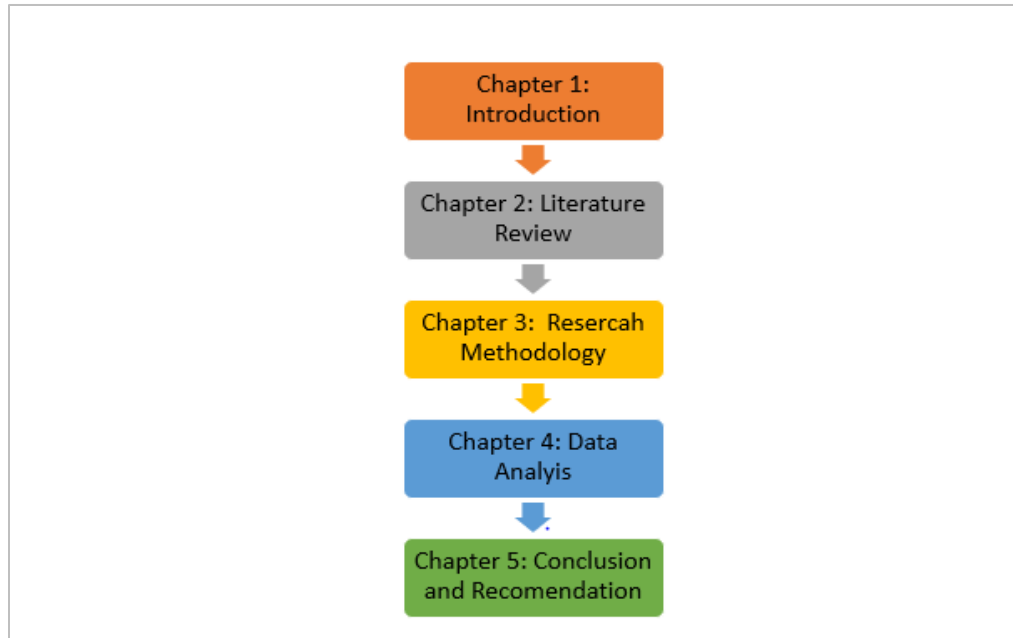 Chapter 1:
Introduction
Chapter 2: Literature
Review
Chapter 3:  Resercah
Methodology
Chapter 4: Data
Analyis
Chapter 5: Conclusion
and Recomendation